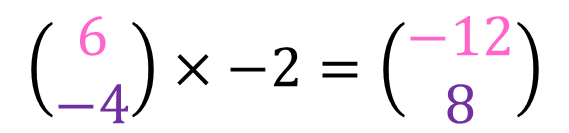 (6 −4) × −2 = (−12 8)